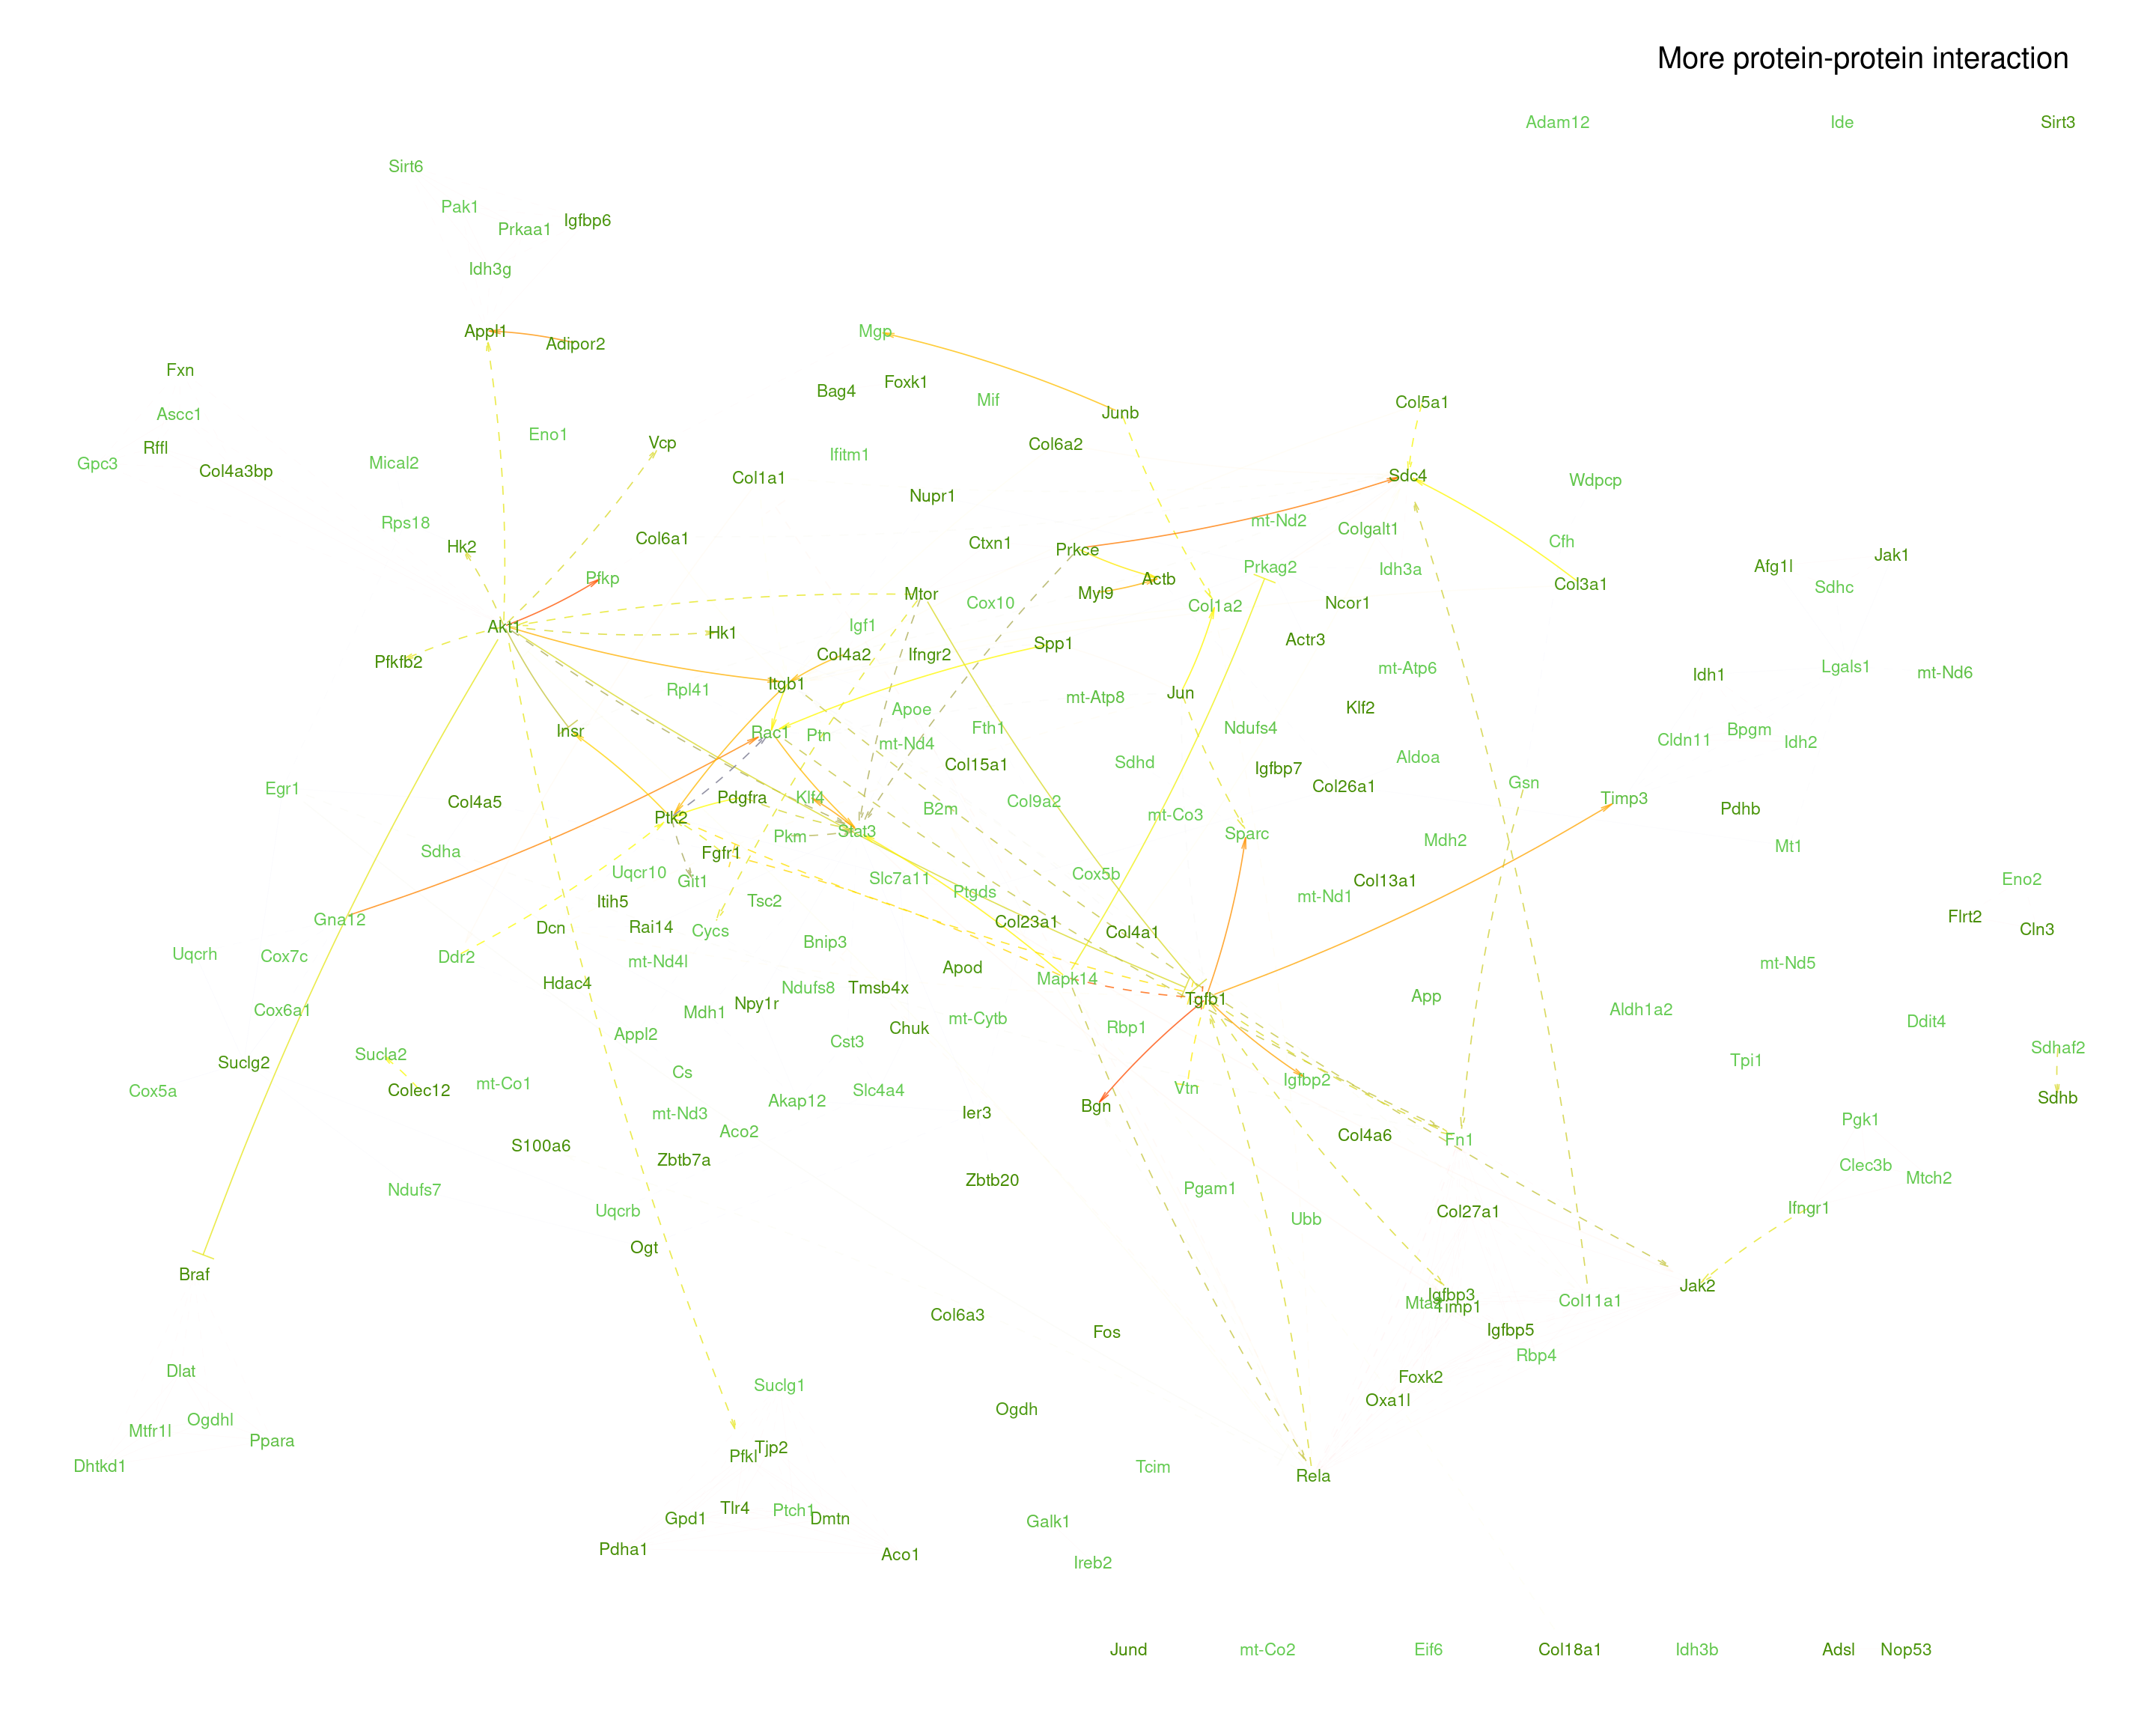 More protein-protein interaction
Adam12
Ide
Sirt3
Sirt6
Pak1
Igfbp6
Prkaa1
Idh3g
Appl1
Adipor2
Mgp
Fxn
Bag4
Foxk1
Mif
Junb
Col5a1
Ascc1
Eno1
Vcp
Col6a2
Rffl
Ifitm1
Gpc3
Mical2
Col4a3bp
Col1a1
Sdc4
Wdpcp
Nupr1
Rps18
mt-Nd2
Colgalt1
Hk2
Col6a1
Ctxn1
Prkce
Cfh
Jak1
Pfkp
Actb
Prkag2
Idh3a
Afg1l
Mtor
Myl9
Col3a1
Sdhc
Cox10
Col1a2
Ncor1
Akt1
Hk1
Igf1
Actr3
Pfkfb2
Col4a2
Ifngr2
Spp1
mt-Atp6
Lgals1
Idh1
mt-Nd6
Itgb1
Rpl41
mt-Atp8
Jun
Apoe
Klf2
Insr
Rac1
Ptn
Fth1
Ndufs4
Bpgm
mt-Nd4
Cldn11
Idh2
Sdhd
Aldoa
Col15a1
Igfbp7
Egr1
Col26a1
Gsn
Col4a5
Pdgfra
Klf4
Col9a2
Timp3
B2m
Pdhb
Ptk2
mt-Co3
Pkm
Stat3
Sparc
Mdh2
Mt1
Sdha
Fgfr1
Uqcr10
Git1
Slc7a11
Cox5b
Col13a1
Eno2
Ptgds
Itih5
Tsc2
mt-Nd1
Gna12
Col23a1
Flrt2
Dcn
Rai14
Cycs
Col4a1
Cln3
Bnip3
Uqcrh
Cox7c
Ddr2
mt-Nd4l
Apod
mt-Nd5
Hdac4
Ndufs8
Tmsb4x
Mapk14
Npy1r
Tgfb1
App
Cox6a1
Mdh1
mt-Cytb
Aldh1a2
Appl2
Chuk
Rbp1
Ddit4
Cst3
Sucla2
Sdhaf2
Suclg2
Cs
Tpi1
mt-Co1
Igfbp2
Cox5a
Colec12
Slc4a4
Vtn
Akap12
Sdhb
mt-Nd3
Ier3
Bgn
Pgk1
Aco2
Col4a6
Fn1
S100a6
Zbtb7a
Clec3b
Zbtb20
Mtch2
Ndufs7
Pgam1
Uqcrb
Ubb
Col27a1
Ifngr1
Ogt
Braf
Jak2
Igfbp3
Col11a1
Timp1
Col6a3
Fos
Igfbp5
Rbp4
Dlat
Foxk2
Suclg1
Oxa1l
Ogdhl
Ogdh
Mtfr1l
Ppara
Tjp2
Pfkl
Dhtkd1
Tcim
Rela
Tlr4
Ptch1
Gpd1
Dmtn
Galk1
Pdha1
Aco1
Ireb2
Jund
mt-Co2
Eif6
Col18a1
Idh3b
Adsl
Nop53